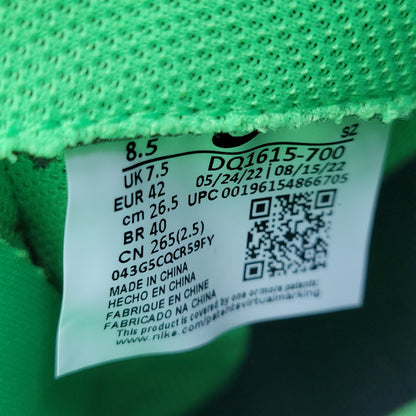 8.5 SZ
UK 7.5 DQ1615-700
EUR 42 05/24/22 | 08/15/22
cm 26.5 UPC 00196154866705
BR 40
CN 265(2.5)
043G5CQCR59FY
MADE IN CHINA
HECHO EN CHINA
FABRIQUE EN CHINE
FABRICADO NA CHINA
This product is covered by one or more patents:
www.nike.com/patentsvirtualmarking